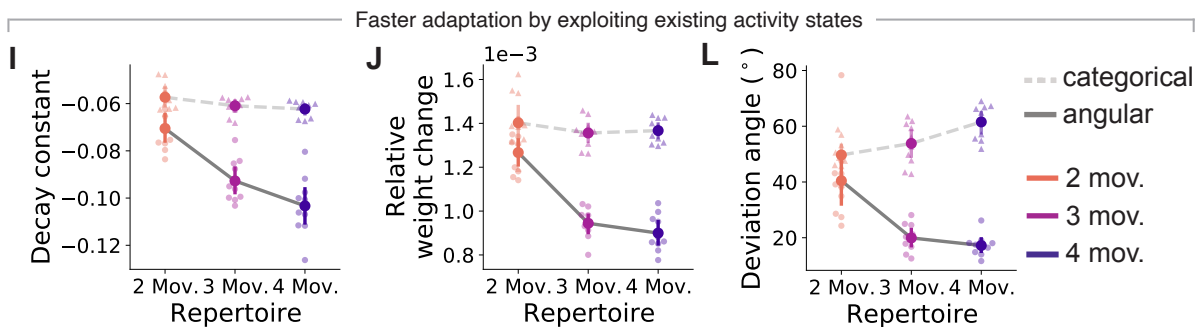 Faster adaptation by exploiting existing activity states
I
Decay constant
−0.06
−0.08
−0.10
−0.12
2 Mov. 3 Mov. 4 Mov.
Repertoire
J
1e−3
Relative
weight change
1.6
1.4
1.2
1.0
0.8
2 Mov. 3 Mov. 4 Mov.
Repertoire
L
Deviation angle (°)
80
60
40
20
2 Mov. 3 Mov. 4 Mov.
Repertoire
categorical
angular
2 mov.
3 mov.
4 mov.